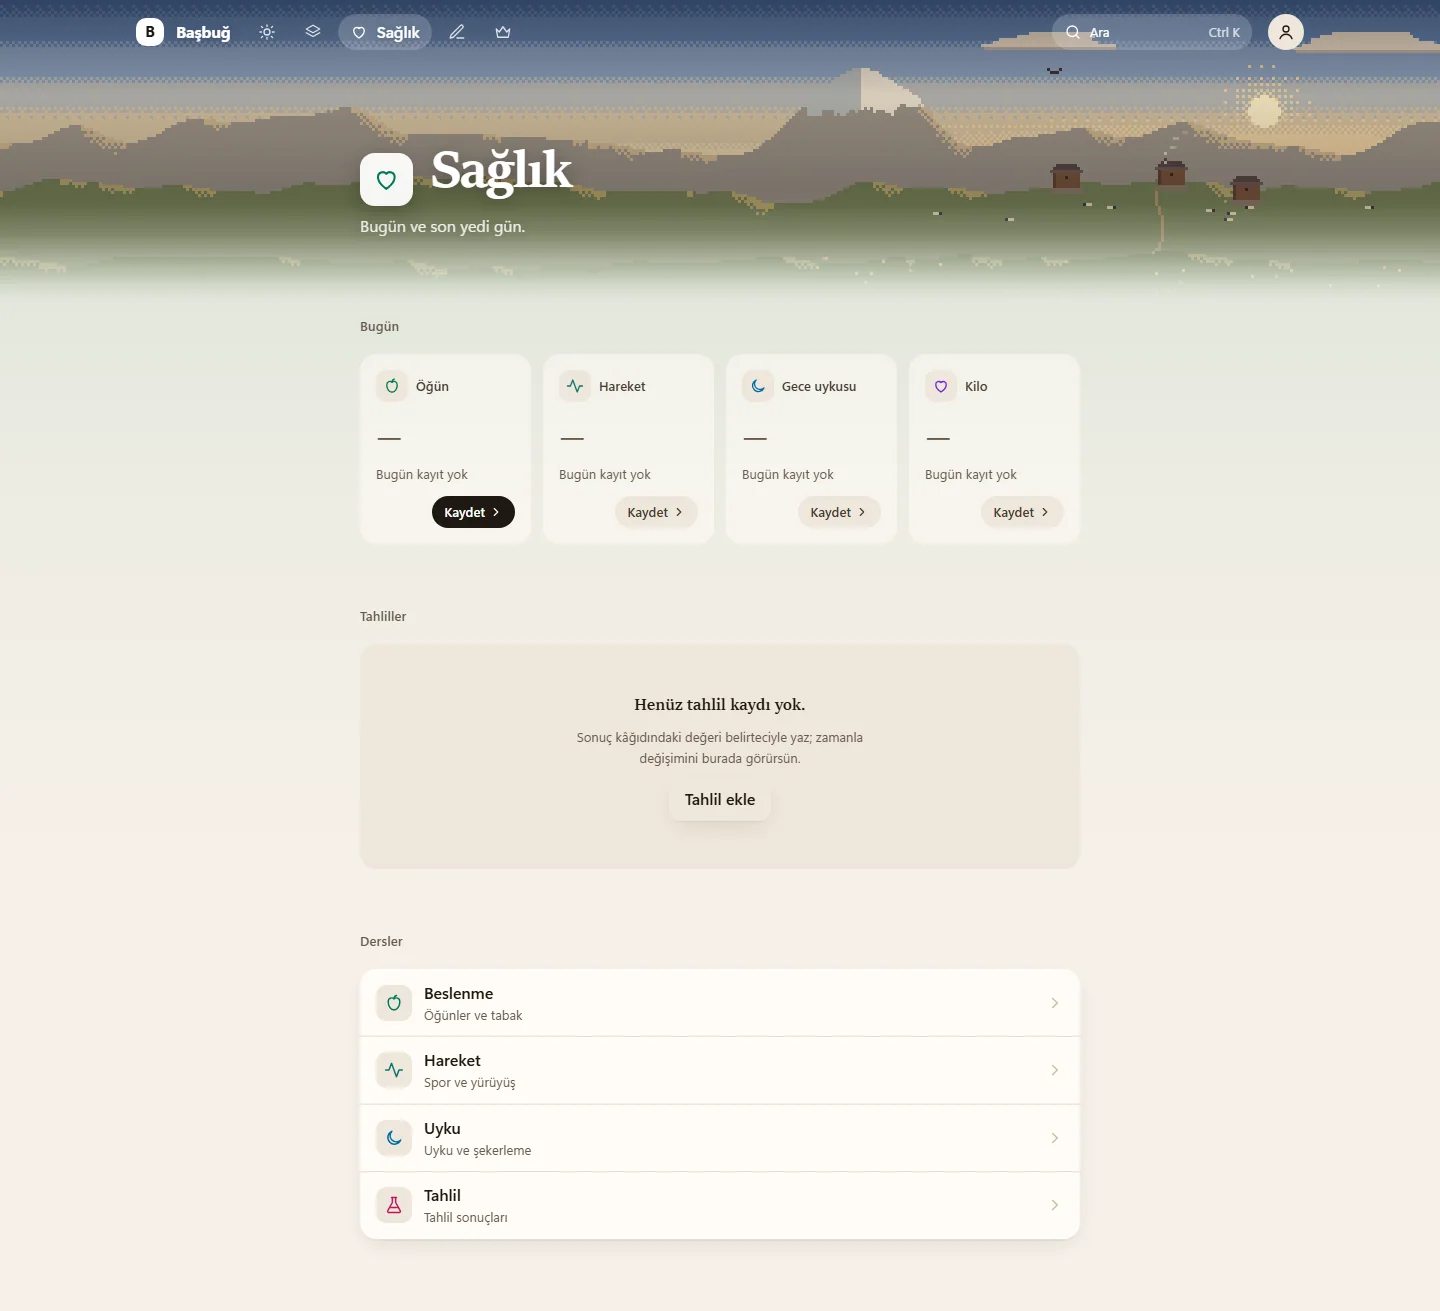 B Başbuğ Sağlık Ara Ctrl K
Sağlık
Bugün ve son yedi gün.
Bugün
Öğün
—
Bugün kayıt yok
Kaydet
Hareket
—
Bugün kayıt yok
Kaydet
Gece uykusu
—
Bugün kayıt yok
Kaydet
Kilo
—
Bugün kayıt yok
Kaydet
Tahliller
Henüz tahlil kaydı yok.
Sonuç kâğıdındaki değeri belirteciyle yaz; zamanla
değişimini burada görürsün.
Tahlil ekle
Dersler
Beslenme
Öğünler ve tabak
Hareket
Spor ve yürüyüş
Uyku
Uyku ve şekerleme
Tahlil
Tahlil sonuçları